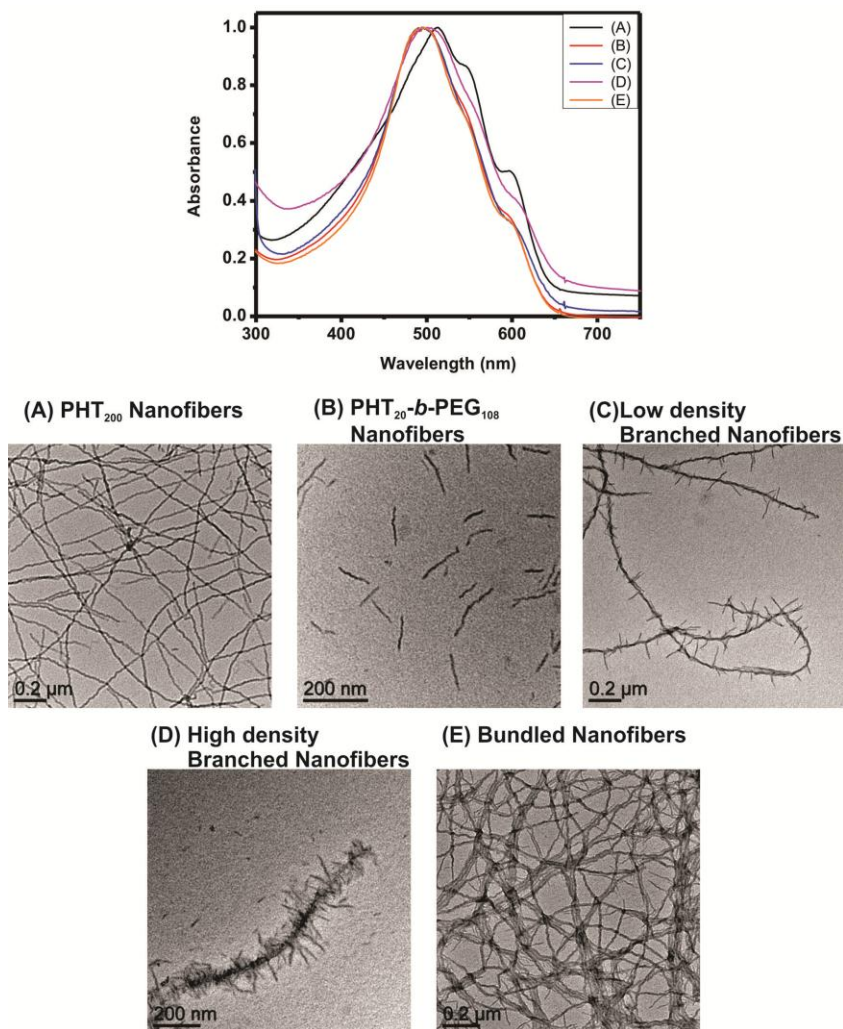 1.0
0.8
0.6
0.4
0.2
0.0
Absorbance
300 400 500 600 700
Wavelength (nm)
(A)
(B)
(C)
(D)
(E)
(A) PHT₂₀₀ Nanofibers
0.2 µm
(B) PHT₂₀-b-PEG₁₀₈
Nanofibers
200 nm
(C)Low density
Branched Nanofibers
0.2 µm
(D) High density
Branched Nanofibers
200 nm
(E) Bundled Nanofibers
0.2 µm